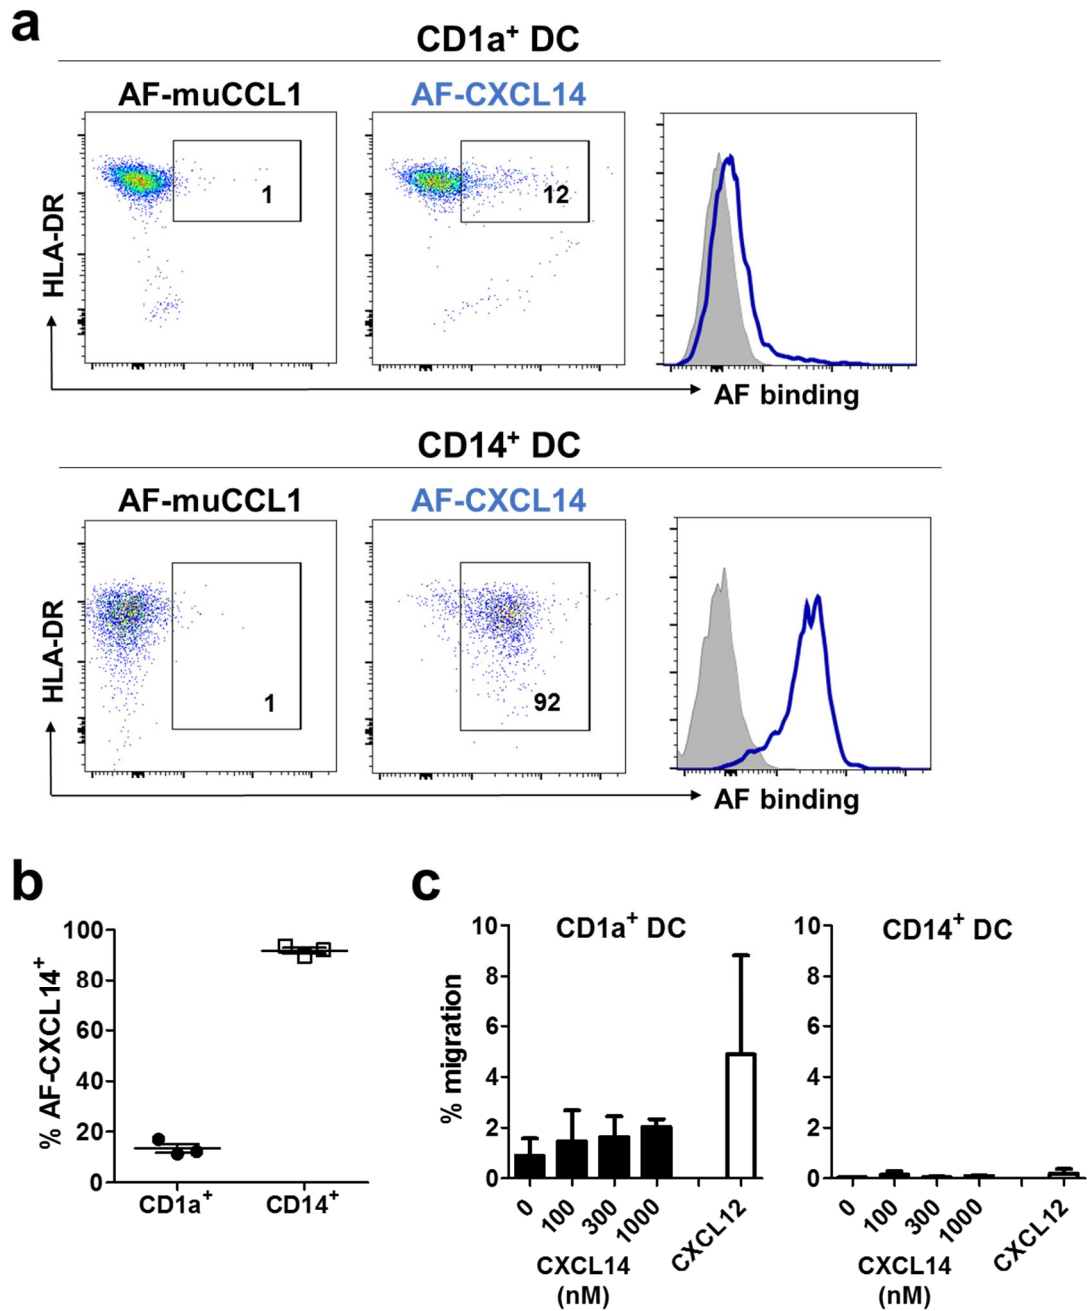 a
CD1a⁺ DC
AF-muCCL1
AF-CXCL14
HLA-DR
1
12
AF binding
CD14⁺ DC
AF-muCCL1
AF-CXCL14
HLA-DR
1
92
AF binding
b
% AF-CXCL14⁺
100
80
60
40
20
0
CD1a⁺
CD14⁺
c
% migration
CD1a⁺ DC
10
8
6
4
2
0
0
100
300
1000
CXCL12
CXCL14
(nM)
CD14⁺ DC
10
8
6
4
2
0
0
100
300
1000
CXCL12
CXCL14
(nM)